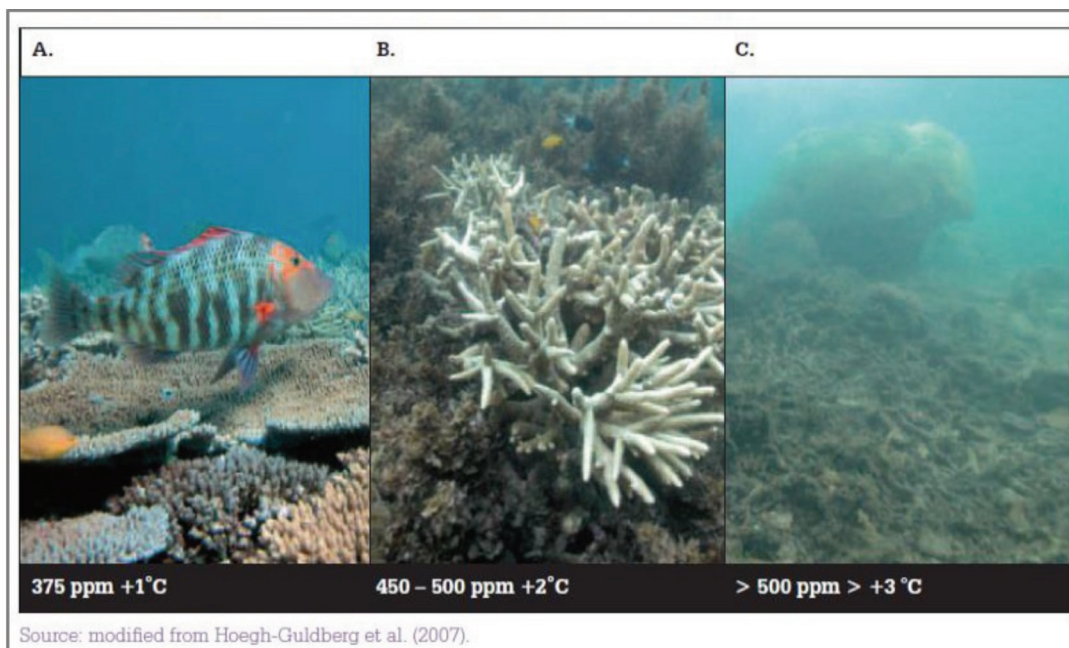 A.
B.
C.
375 ppm +1°C
450 – 500 ppm +2°C
> 500 ppm > +3 °C
Source: modified from Hoegh-Guldberg et al. (2007).